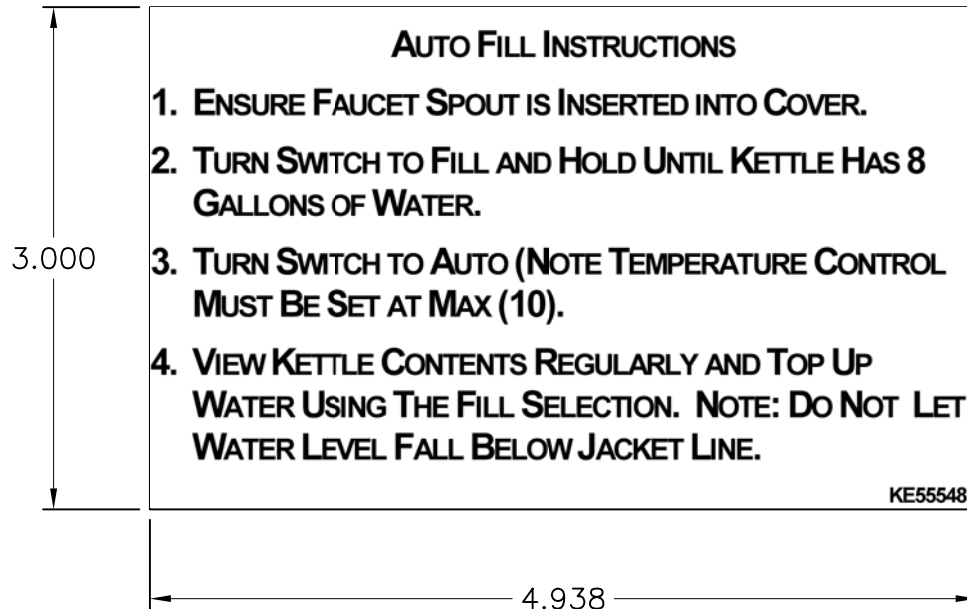 AUTO FILL INSTRUCTIONS
1. ENSURE FAUCET SPOUT IS INSERTED INTO COVER.
2. TURN SWITCH TO FILL AND HOLD UNTIL KETTLE HAS 8
GALLONS OF WATER.
3.000
3. TURN SWITCH TO AUTO (NOTE TEMPERATURE CONTROL
MUST BE SET AT MAX (10).
4. VIEW KETTLE CONTENTS REGULARLY AND TOP UP
WATER USING THE FILL SELECTION. NOTE: DO NOT LET
WATER LEVEL FALL BELOW JACKET LINE.
KE55548
4.938